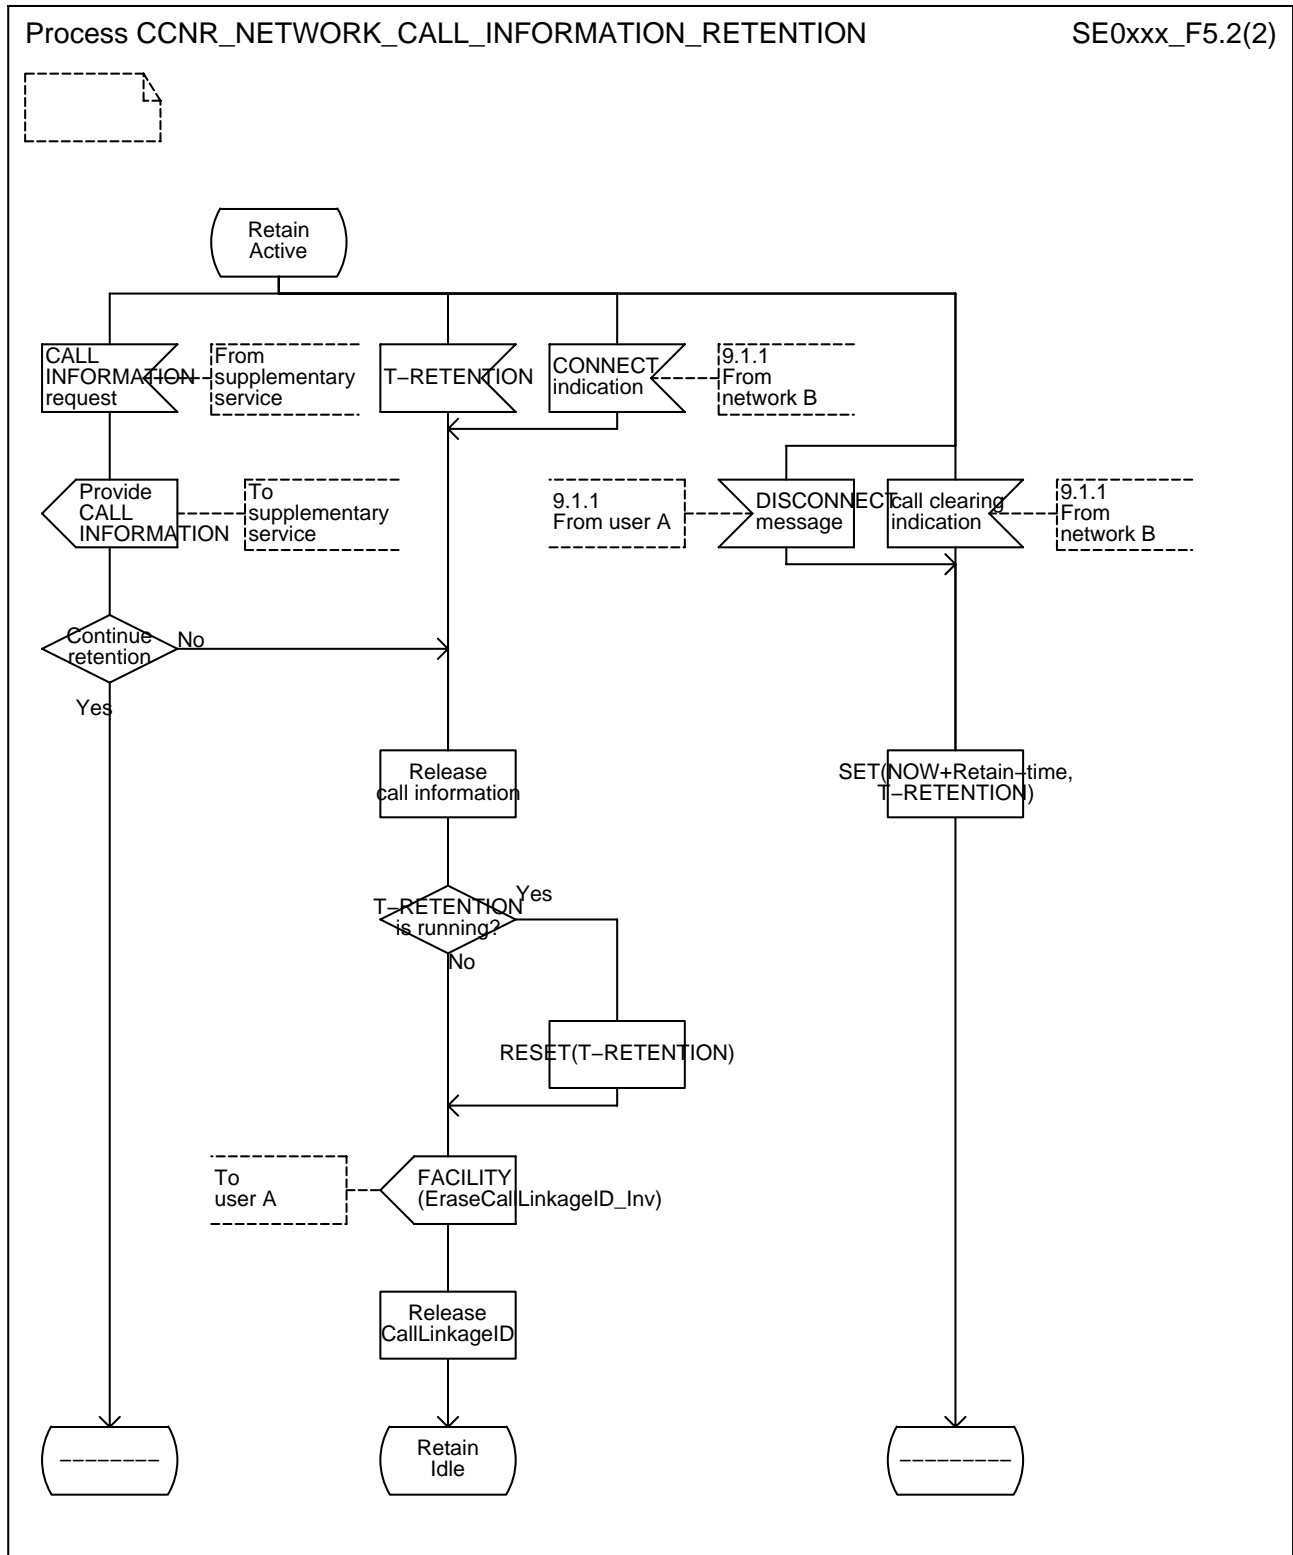 Process CCNR_NETWORK_CALL_INFORMATION_RETENTION
SE0xxx_F5.2(2)
Retain
Active
CALL
INFORMATION
request
From
supplementary
service
T–RETENTION
CONNECT
indication
9.1.1
From
network B
Provide
CALL
INFORMATION
To
supplementary
service
9.1.1
From user A
DISCONNECT
message
call clearing
indication
9.1.1
From
network B
Continue
retention
No
Yes
Release
call information
SET(NOW+Retain–time,
T–RETENTION)
T–RETENTION
is running?
Yes
No
RESET(T–RETENTION)
To
user A
FACILITY
(EraseCallLinkageID_Inv)
Release
CallLinkageID
Retain
Idle